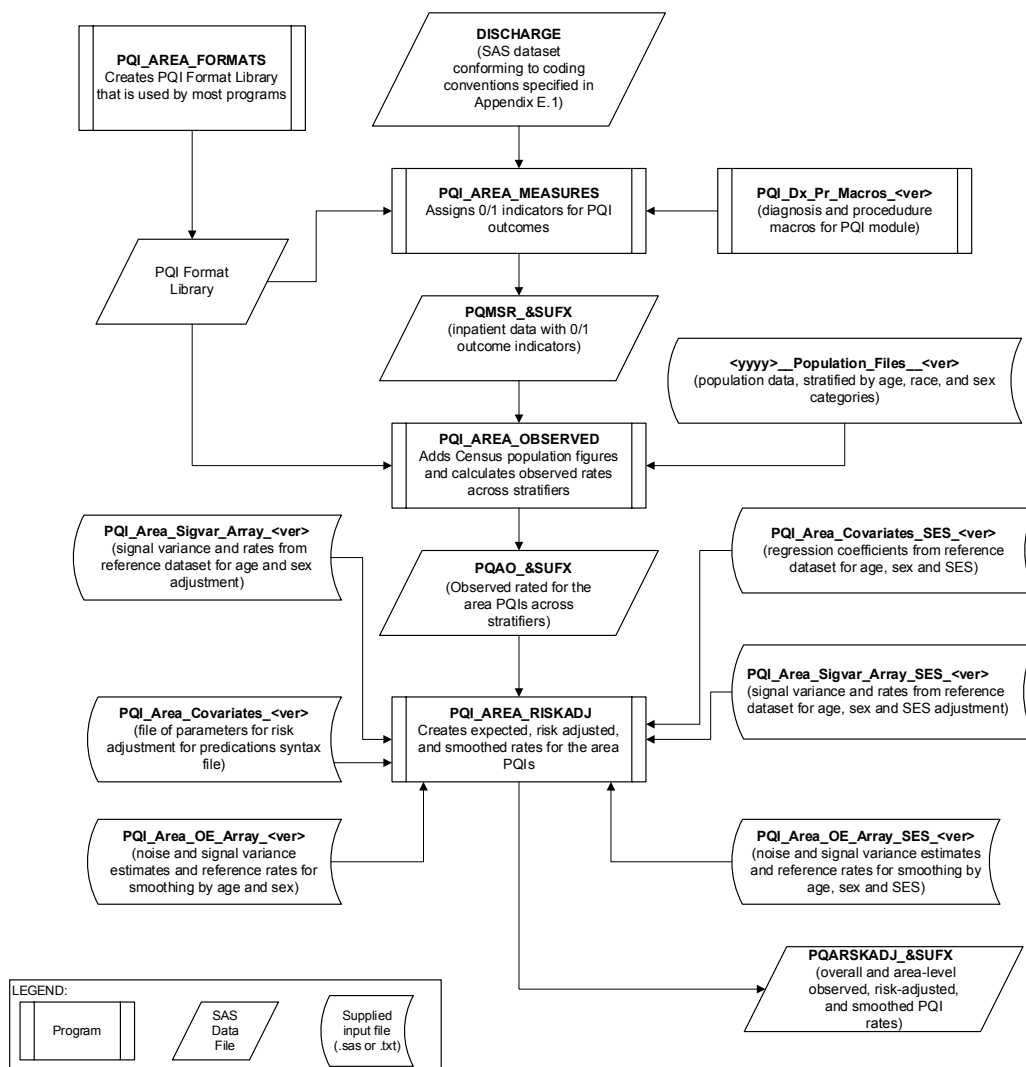 PQI_AREA_FORMATS
Creates PQI Format Library
that is used by most programs
DISCHARGE
(SAS dataset
conforming to coding
conventions specified in
Appendix E.1)
PQI_AREA_MEASURES
Assigns 0/1 indicators for PQI
outcomes
PQI_Dx_Pr_Macros_<ver>
(diagnosis and procedudure
macros for PQI module)
PQI Format
Library
PQMSR_&SUFX
(inpatient data with 0/1
outcome indicators)
<yyyy>__Population_Files__<ver>
(population data, stratified by age, race, and sex
categories)
PQI_AREA_OBSERVED
Adds Census population figures
and calculates observed rates
across stratifiers
PQI_Area_Sigvar_Array_<ver>
(signal variance and rates from
reference dataset for age and sex
adjustment)
PQI_Area_Covariates_SES_<ver>
(regression coefficients from reference
dataset for age, sex and SES)
PQAO_&SUFX
(Observed rated for the
area PQIs across
stratifiers)
PQI_Area_Sigvar_Array_SES_<ver>
(signal variance and rates from reference
dataset for age, sex and SES adjustment)
PQI_Area_Covariates_<ver>
(file of parameters for risk
adjustment for predications syntax
file)
PQI_AREA_RISKADJ
Creates expected, risk adjusted,
and smoothed rates for the area
PQIs
PQI_Area_OE_Array_<ver>
(noise and signal variance
estimates and reference rates for
smoothing by age and sex)
PQI_Area_OE_Array_SES_<ver>
(noise and signal variance estimates
and reference rates for smoothing by
age, sex and SES)
PQARSKADJ_&SUFX
(overall and area-level
observed, risk-adjusted,
and smoothed PQI
rates)
LEGEND:
Program
SAS
Data
File
Supplied
input file
(.sas or .txt)